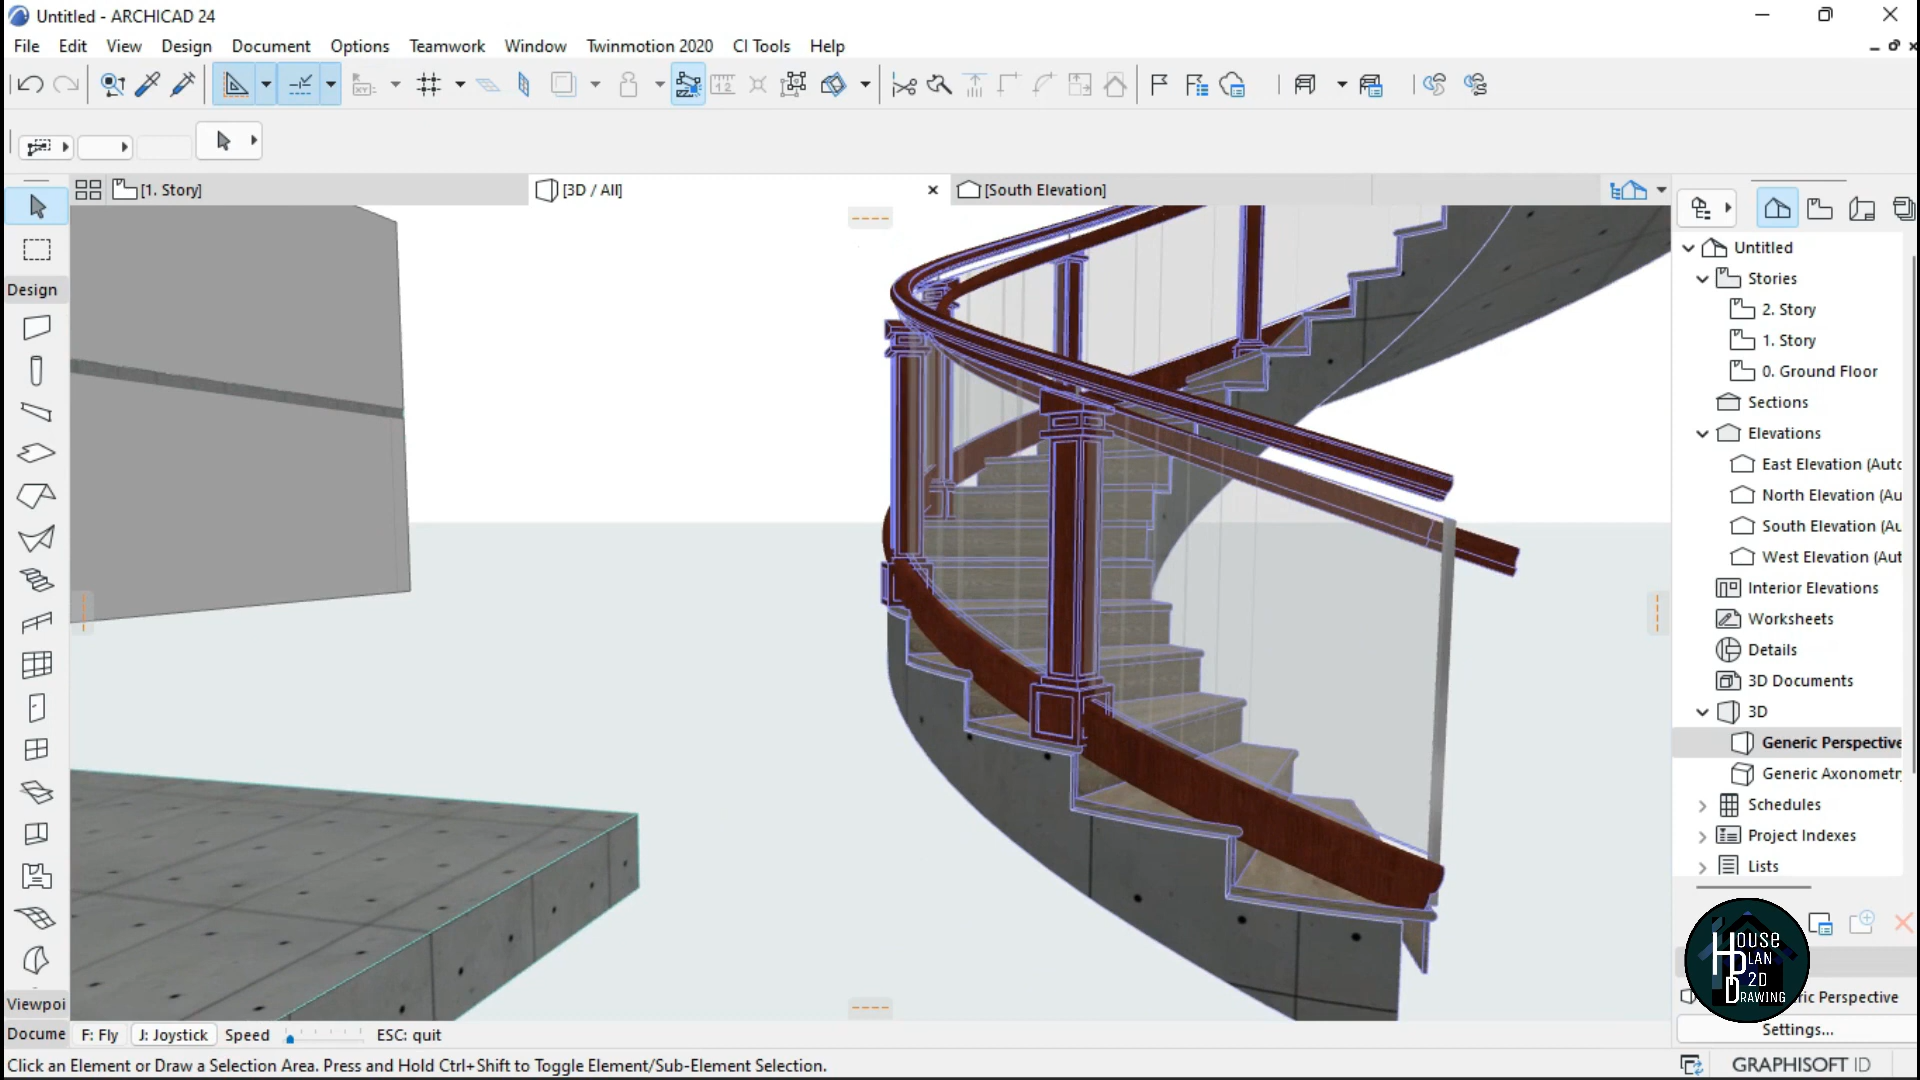 Untitled - ARCHICAD 24
File Edit View Design Document Options Teamwork Window Twinmotion 2020 CI Tools Help
[1. Story]
[3D / All]
[South Elevation]
Design
Untitled
Stories
2. Story
1. Story
0. Ground Floor
Sections
Elevations
East Elevation (Auto
North Elevation (Au
South Elevation (Au
West Elevation (Aut
Interior Elevations
Worksheets
Details
3D Documents
3D
Generic Perspective
Generic Axonometr
Schedules
Project Indexes
Lists
HOUSE
PLAN
2D
DRAWING
ric Perspective
Settings...
Viewpoi
Docume
F: Fly J: Joystick Speed ESC: quit
Click an Element or Draw a Selection Area. Press and Hold Ctrl+Shift to Toggle Element/Sub-Element Selection.
GRAPHISOFT ID